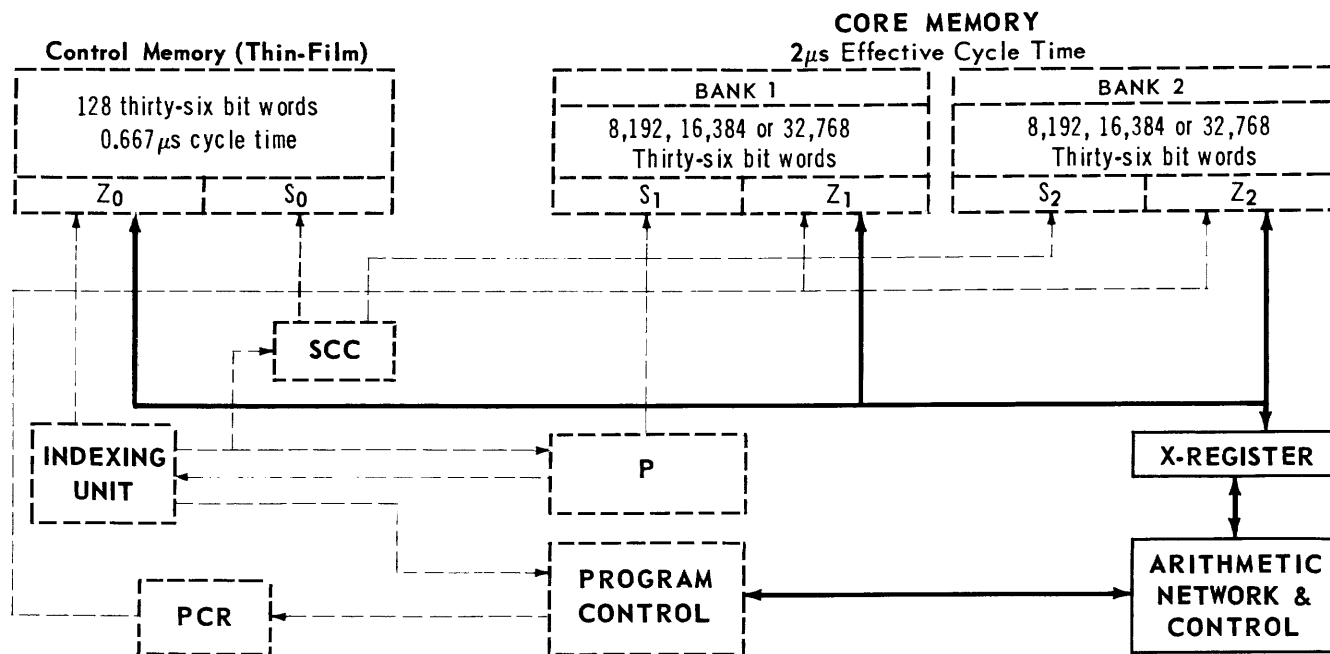 Control Memory (Thin-Film)
128 thirty-six bit words
0.667μs cycle time
Z0
S0
CORE MEMORY
2μs Effective Cycle Time
BANK 1
8,192, 16,384 or 32,768
Thirty-six bit words
S1
Z1
BANK 2
8,192, 16,384 or 32,768
Thirty-six bit words
S2
Z2
SCC
INDEXING
UNIT
P
X-REGISTER
PCR
PROGRAM
CONTROL
ARITHMETIC
NETWORK &
CONTROL